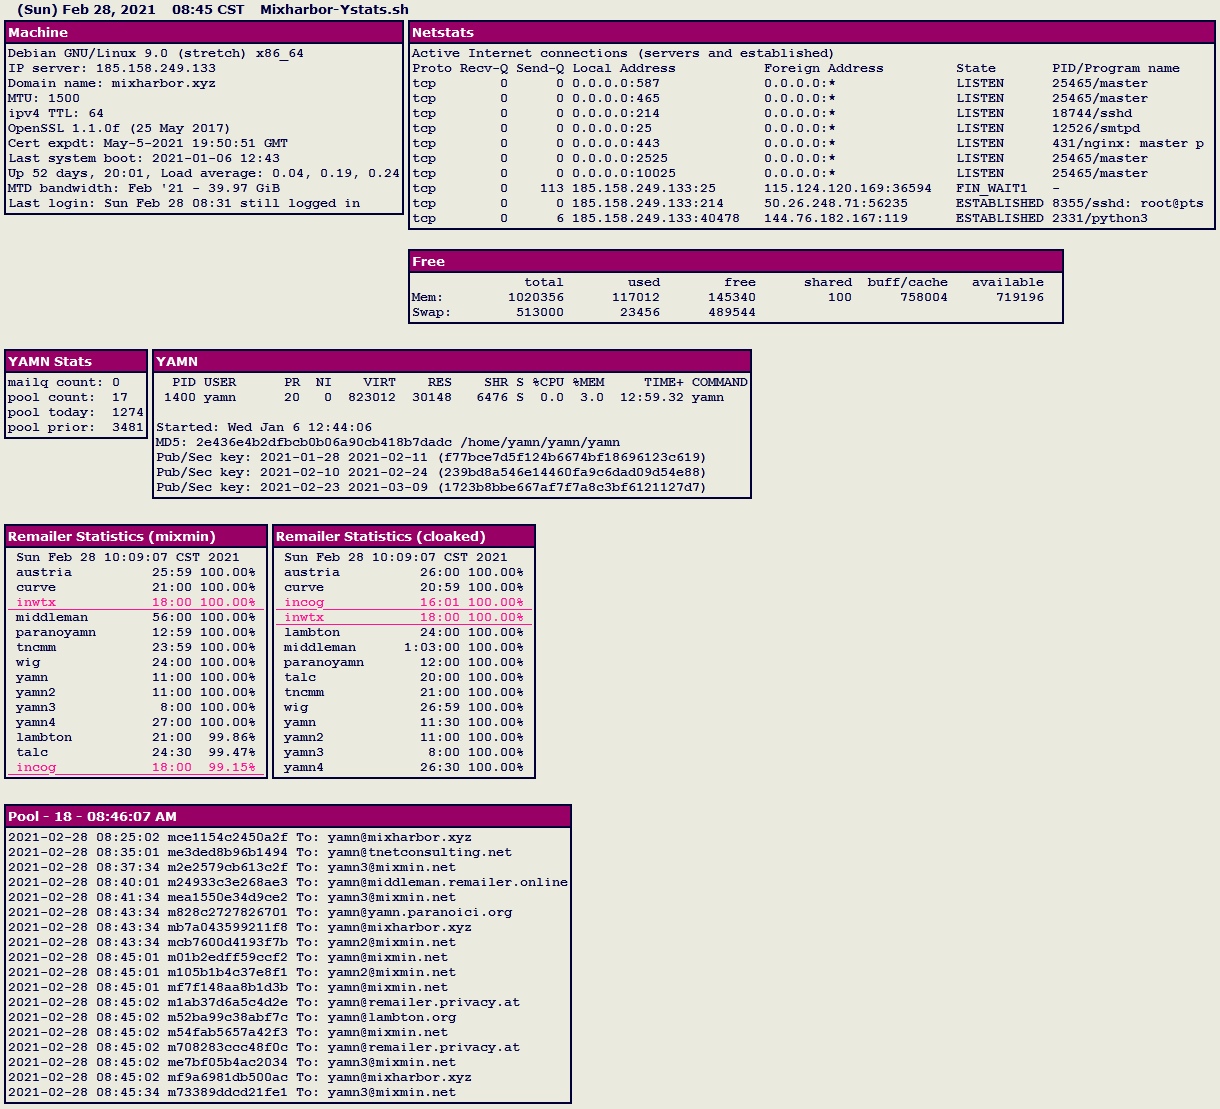 (Sun) Feb 28, 2021    08:45 CST    Mixharbor-Ystats.sh
Machine
Debian GNU/Linux 9.0 (stretch) x86_64
IP server: 185.158.249.133
Domain name: mixharbor.xyz
MTU: 1500
ipv4 TTL: 64
OpenSSL 1.1.0f (25 May 2017)
Cert expdt: May-5-2021 19:50:51 GMT
Last system boot: 2021-01-06 12:43
Up 52 days, 20:01, Load average: 0.04, 0.19, 0.24
MTD bandwidth: Feb '21 - 39.97 GiB
Last login: Sun Feb 28 08:31 still logged in
Netstats
Active Internet connections (servers and established)
Proto Recv-Q Send-Q Local Address           Foreign Address         State       PID/Program name
tcp        0      0 0.0.0.0:587             0.0.0.0:*               LISTEN      25465/master
tcp        0      0 0.0.0.0:465             0.0.0.0:*               LISTEN      25465/master
tcp        0      0 0.0.0.0:214             0.0.0.0:*               LISTEN      18744/sshd
tcp        0      0 0.0.0.0:25              0.0.0.0:*               LISTEN      12526/smtpd
tcp        0      0 0.0.0.0:443             0.0.0.0:*               LISTEN      431/nginx: master p
tcp        0      0 0.0.0.0:2525            0.0.0.0:*               LISTEN      25465/master
tcp        0      0 0.0.0.0:10025           0.0.0.0:*               LISTEN      25465/master
tcp        0    113 185.158.249.133:25      115.124.120.169:36594   FIN_WAIT1   -
tcp        0      0 185.158.249.133:214     50.26.248.71:56235      ESTABLISHED 8355/sshd: root@pts
tcp        0      6 185.158.249.133:40478   144.76.182.167:119      ESTABLISHED 2331/python3
Free
              total        used        free      shared  buff/cache   available
Mem:        1020356      117012      145340         100      758004      719196
Swap:        513000       23456      489544
YAMN Stats
mailq count: 0
pool count:  17
pool today:  1274
pool prior:  3481
YAMN
  PID USER      PR  NI    VIRT    RES    SHR S %CPU %MEM     TIME+ COMMAND
 1400 yamn      20   0  823012  30148   6476 S  0.0  3.0  12:59.32 yamn
Started: Wed Jan 6 12:44:06
MD5: 2e436e4b2dfbcb0b06a90cb418b7dadc /home/yamn/yamn/yamn
Pub/Sec key: 2021-01-28 2021-02-11 (f77bce7d5f124b6674bf18696123c619)
Pub/Sec key: 2021-02-10 2021-02-24 (239bd8a546e14460fa9c6dad09d54e88)
Pub/Sec key: 2021-02-23 2021-03-09 (1723b8bbe667af7f7a8c3bf6121127d7)
Remailer Statistics (mixmin)
Sun Feb 28 10:09:07 CST 2021
austria          25:59 100.00%
curve            21:00 100.00%
inwtx            18:00 100.00%
middleman        56:00 100.00%
paranoyamn       12:59 100.00%
tncmm            23:59 100.00%
wig              24:00 100.00%
yamn             11:00 100.00%
yamn2            11:00 100.00%
yamn3             8:00 100.00%
yamn4            27:00 100.00%
lambton          21:00  99.86%
talc             24:30  99.47%
incog            18:00  99.15%
Remailer Statistics (cloaked)
Sun Feb 28 10:09:07 CST 2021
austria          26:00 100.00%
curve            20:59 100.00%
incog            16:01 100.00%
inwtx            18:00 100.00%
lambton          24:00 100.00%
middleman      1:03:00 100.00%
paranoyamn       12:00 100.00%
talc             20:00 100.00%
tncmm            21:00 100.00%
wig              26:59 100.00%
yamn             11:30 100.00%
yamn2            11:00 100.00%
yamn3             8:00 100.00%
yamn4            26:30 100.00%
Pool - 18 - 08:46:07 AM
2021-02-28 08:25:02 mce1154c2450a2f To: yamn@mixharbor.xyz
2021-02-28 08:35:01 me3ded8b96b1494 To: yamn@tnetconsulting.net
2021-02-28 08:37:34 m2e2579cb613c2f To: yamn3@mixmin.net
2021-02-28 08:40:01 m24933c3e268ae3 To: yamn@middleman.remailer.online
2021-02-28 08:41:34 mea1550e34d9ce2 To: yamn3@mixmin.net
2021-02-28 08:43:34 m828c2727826701 To: yamn@yamn.paranoici.org
2021-02-28 08:43:34 mb7a043599211f8 To: yamn@mixharbor.xyz
2021-02-28 08:43:34 mcb7600d4193f7b To: yamn2@mixmin.net
2021-02-28 08:45:01 m01b2edff59ccf2 To: yamn@mixmin.net
2021-02-28 08:45:01 m105b1b4c37e8f1 To: yamn2@mixmin.net
2021-02-28 08:45:01 mf7f148aa8b1d3b To: yamn@mixmin.net
2021-02-28 08:45:02 m1ab37d6a5c4d2e To: yamn@remailer.privacy.at
2021-02-28 08:45:02 m52ba99c38abf7c To: yamn@lambton.org
2021-02-28 08:45:02 m54fab5657a42f3 To: yamn@mixmin.net
2021-02-28 08:45:02 m708283ccc48f0c To: yamn@remailer.privacy.at
2021-02-28 08:45:02 me7bf05b4ac2034 To: yamn3@mixmin.net
2021-02-28 08:45:02 mf9a6981db500ac To: yamn@mixharbor.xyz
2021-02-28 08:45:34 m73389ddcd21fe1 To: yamn3@mixmin.net